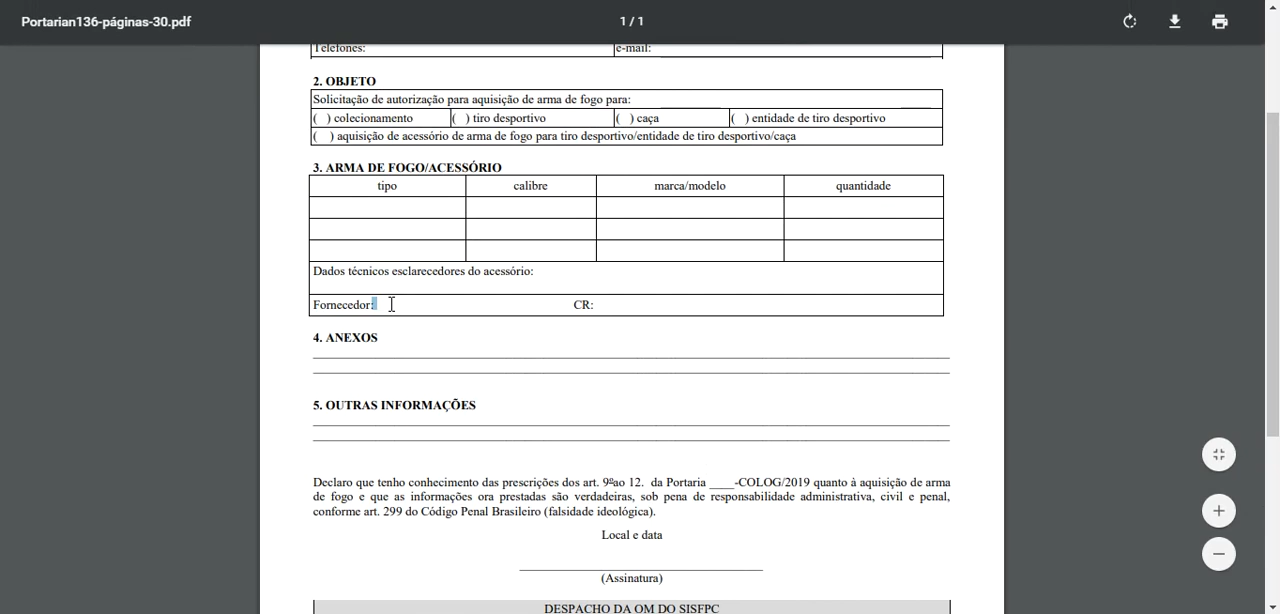 Portarian136-páginas-30.pdf
1 / 1
Telefones: e-mail:
2. OBJETO
Solicitação de autorização para aquisição de arma de fogo para:
( ) colecionamento ( ) tiro desportivo ( ) caça ( ) entidade de tiro desportivo
( ) aquisição de acessório de arma de fogo para tiro desportivo/entidade de tiro desportivo/caça
3. ARMA DE FOGO/ACESSÓRIO
tipo calibre marca/modelo quantidade
Dados técnicos esclarecedores do acessório:
Fornecedor: CR:
4. ANEXOS
5. OUTRAS INFORMAÇÕES
Declaro que tenho conhecimento das prescrições dos art. 9ºao 12. da Portaria ____-COLOG/2019 quanto à aquisição de arma
de fogo e que as informações ora prestadas são verdadeiras, sob pena de responsabilidade administrativa, civil e penal,
conforme art. 299 do Código Penal Brasileiro (falsidade ideológica).
Local e data
(Assinatura)
DESPACHO DA OM DO SISFPC